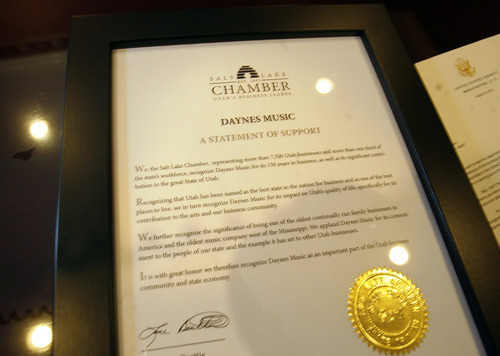 SALT LAKE
EST. 1887
CHAMBER
UTAH'S BUSINESS LEADER
DAYNES MUSIC
A STATEMENT OF SUPPORT
We, the Salt Lake Chamber, representing more than 7,700 Utah businesses and more than one third of
the state's workforce, recognize Daynes Music for its 150 years in business, as well as its significant contri-
bution to the great State of Utah.
Recognizing that Utah has been named as the best state in the nation for business and as one of the best
places to live, we in turn recognize Daynes Music for its impact on Utah's quality of life, specifically for its
contribution to the arts and our business community.
We further recognize the significance of being one of the oldest continually run family businesses in
America and the oldest music company west of the Mississippi. We applaud Daynes Music for its commit-
ment to the people of our state and the example it has set to other Utah businesses.
It is with great honor we therefore recognize Daynes Music as an important part of the Utah business
community and state economy.
Beattie